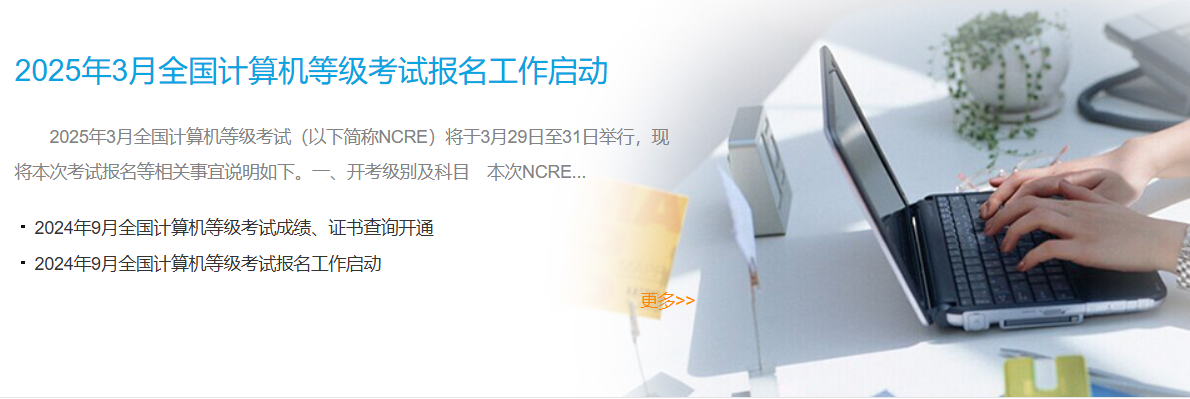 2025年3月全国计算机等级考试报名工作启动
2025年3月全国计算机等级考试（以下简称NCRE）将于3月29日至31日举行，现
将本次考试报名等相关事宜说明如下。一、开考级别及科目　本次NCRE...
2024年9月全国计算机等级考试成绩、证书查询开通
2024年9月全国计算机等级考试报名工作启动
更多>>